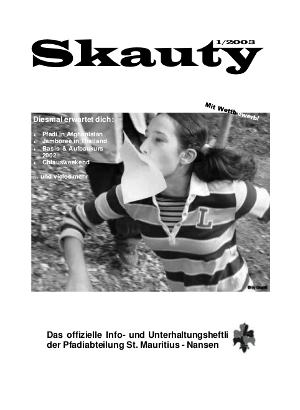 1/2003
Skauty
Mit Wettbewerb!
Diesmal erwartet dich:
• Pfadi in Afghanistan
• Jamboree in Thailand
• Basis & Aufbaukurs
2002
• Chlausweekend
... und vieles mehr
Das offizielle Info- und Unterhaltungsheftli
der Pfadiabteilung St. Mauritius - Nansen